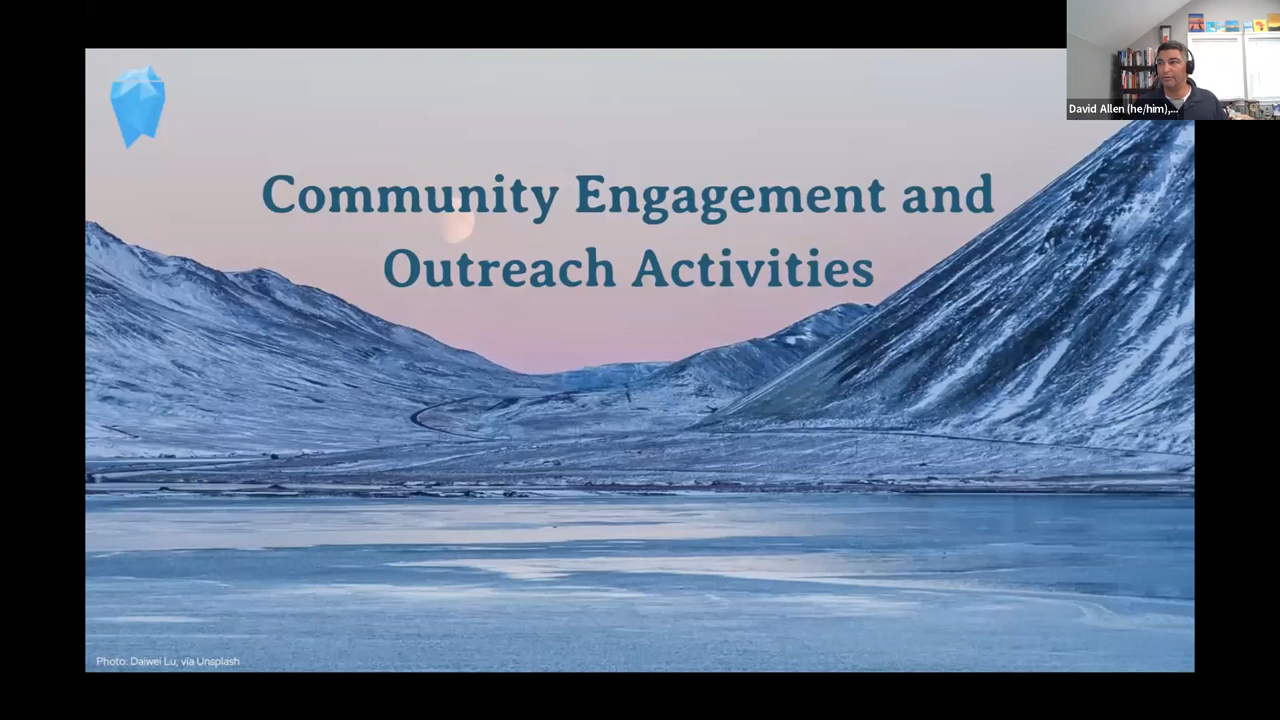 Community Engagement and
Outreach Activities
David Allen (he/him),...
Photo: Daiwei Lu, via Unsplash